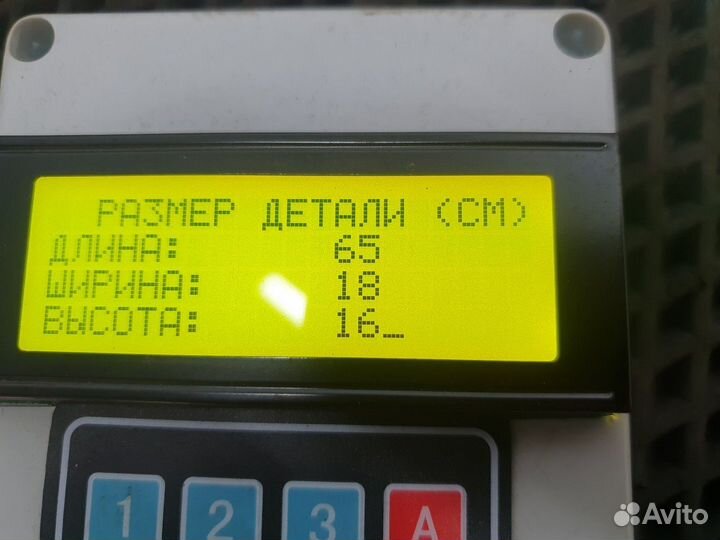 РАЗМЕР ДЕТАЛИ (СМ)
ДЛИНА: 65
ШИРИНА: 18
ВЫСОТА: 16_
1 2 3 A
Avito